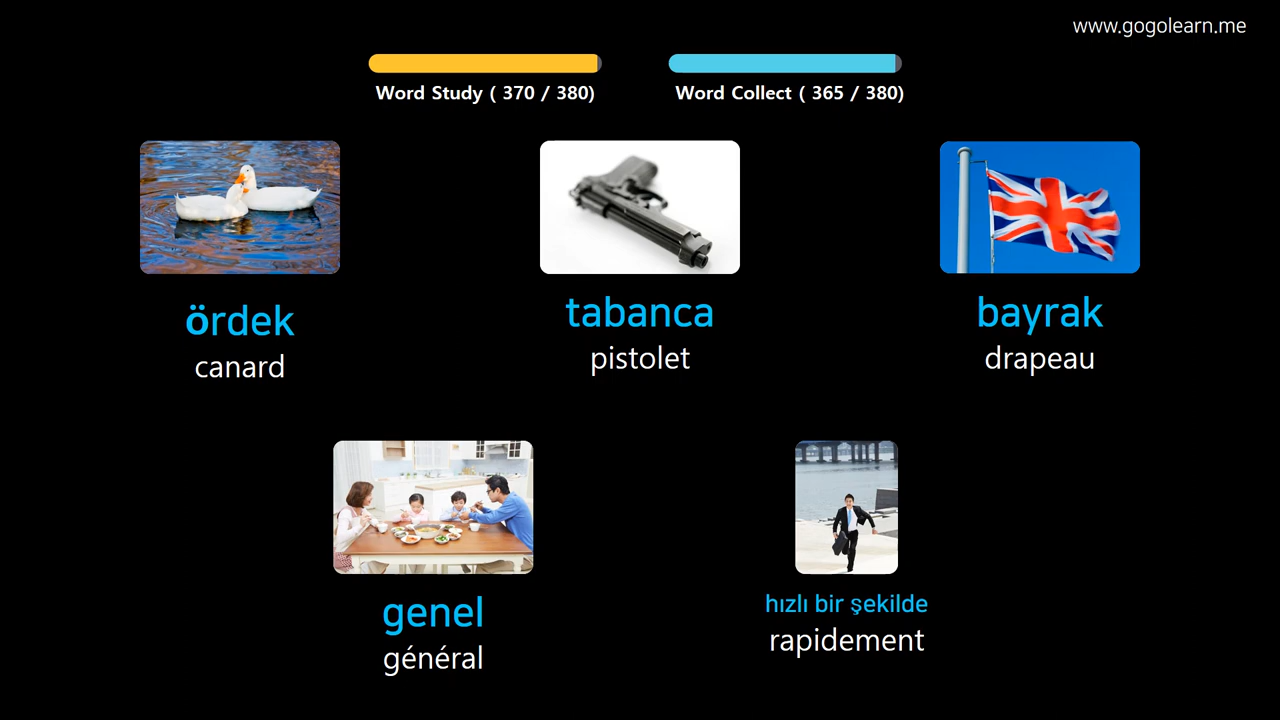 www.gogolearn.me
Word Study ( 370 / 380)
Word Collect ( 365 / 380)
ördek
canard
tabanca
pistolet
bayrak
drapeau
genel
général
hızlı bir şekilde
rapidement